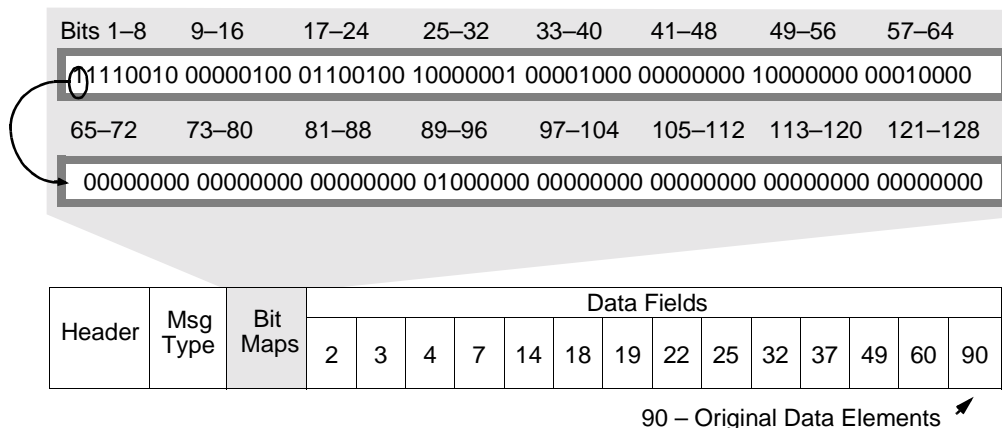 Bits 1–8 9–16 17–24 25–32 33–40 41–48 49–56 57–64
11110010 00000100 01100100 10000001 00001000 00000000 10000000 00010000
65–72 73–80 81–88 89–96 97–104 105–112 113–120 121–128
00000000 00000000 00000000 01000000 00000000 00000000 00000000 00000000
Header
Msg Type
Bit Maps
Data Fields
2 3 4 7 14 18 19 22 25 32 37 49 60 90
90 – Original Data Elements